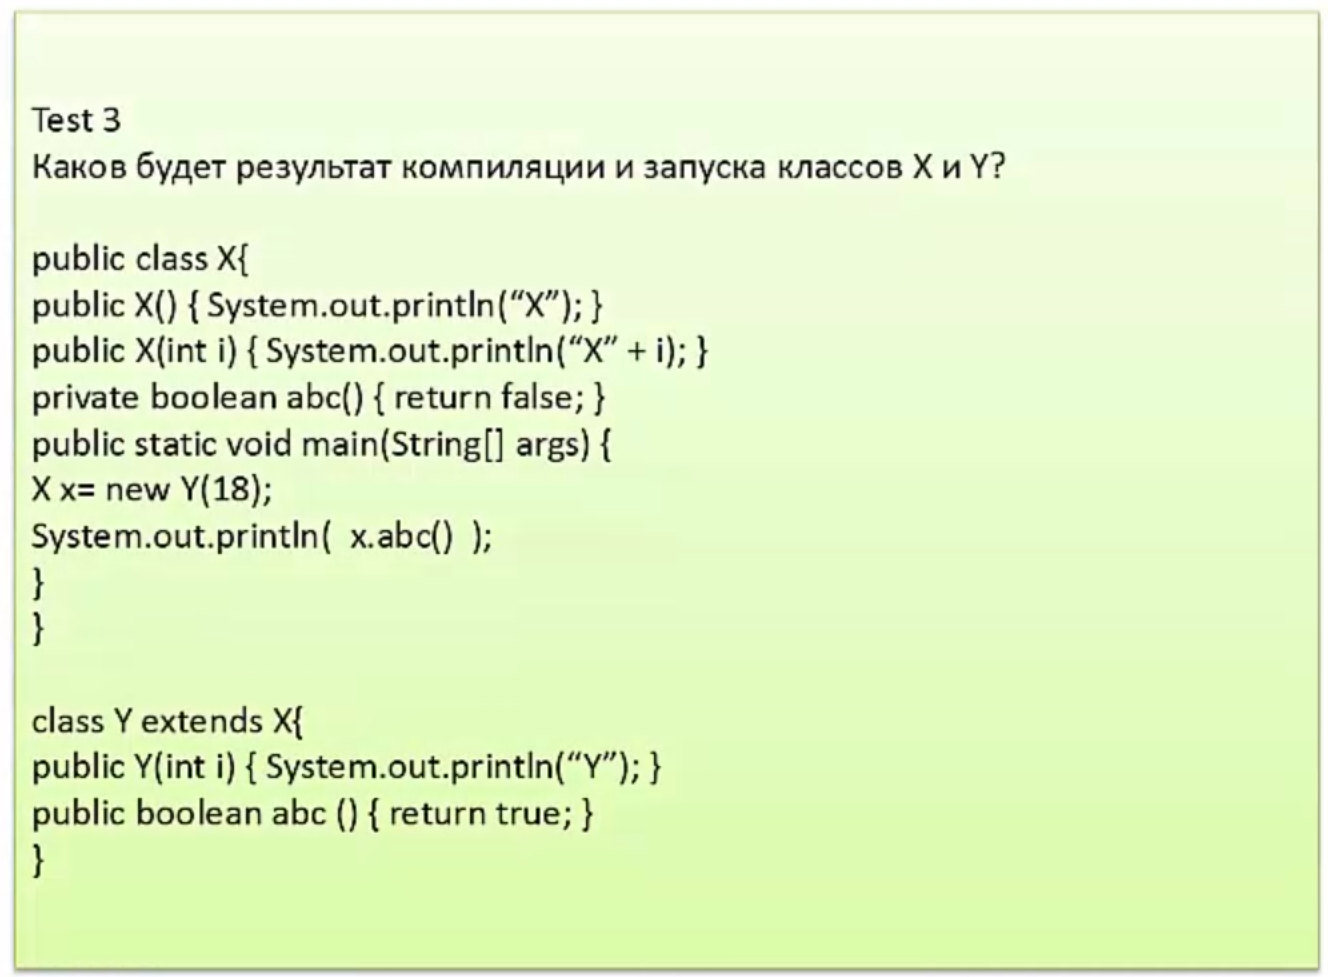 Test 3
Каков будет результат компиляции и запуска классов X и Y?
public class X{
public X() { System.out.println(“X”); }
public X(int i) { System.out.println(“X” + i); }
private boolean abc() { return false; }
public static void main(String[] args) {
X x= new Y(18);
System.out.println(  x.abc()  );
}
}
class Y extends X{
public Y(int i) { System.out.println(“Y”); }
public boolean abc () { return true; }
}